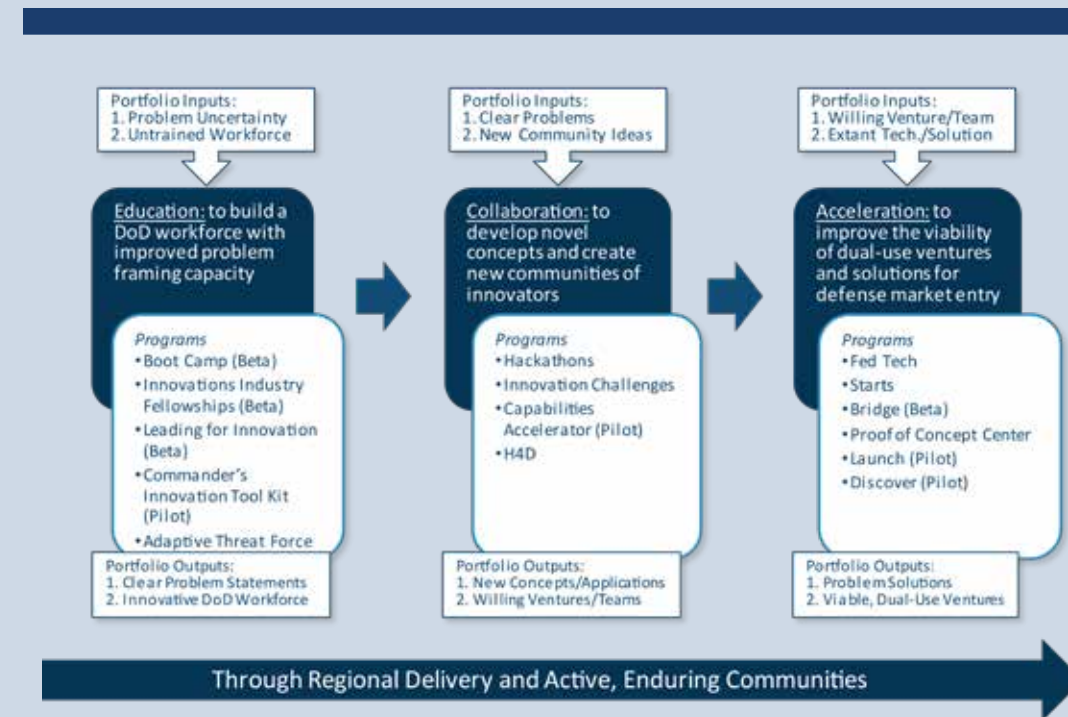 Portfolio Inputs:
1. Problem Uncertainty
2. Untrained Workforce
Education: to build a
DoD workforce with
improved problem
framing capacity
Programs
•Boot Camp (Beta)
•Innovations Industry
Fellowships (Beta)
•Leading for Innovation
(Beta)
•Commander's
Innovation Tool Kit
(Pilot)
•Adaptive Threat Force
Portfolio Outputs:
1. Clear Problem Statements
2. Innovative DoD Workforce
Portfolio Inputs:
1. Clear Problems
2. New Community Ideas
Collaboration: to
develop novel
concepts and create
new communities of
innovators
Programs
•Hackathons
•Innovation Challenges
•Capabilities
Accelerator (Pilot)
•H4D
Portfolio Outputs:
1. New Concepts/Applications
2. Willing Ventures/Teams
Portfolio Inputs:
1. Willing Venture/Team
2. Extant Tech./Solution
Acceleration: to
improve the viability
of dual-use ventures
and solutions for
defense market entry
Programs
•Fed Tech
•Starts
•Bridge (Beta)
•Proof of Concept Center
•Launch (Pilot)
•Discover (Pilot)
Portfolio Outputs:
1. Problem Solutions
2. Viable, Dual-Use Ventures
Through Regional Delivery and Active, Enduring Communities